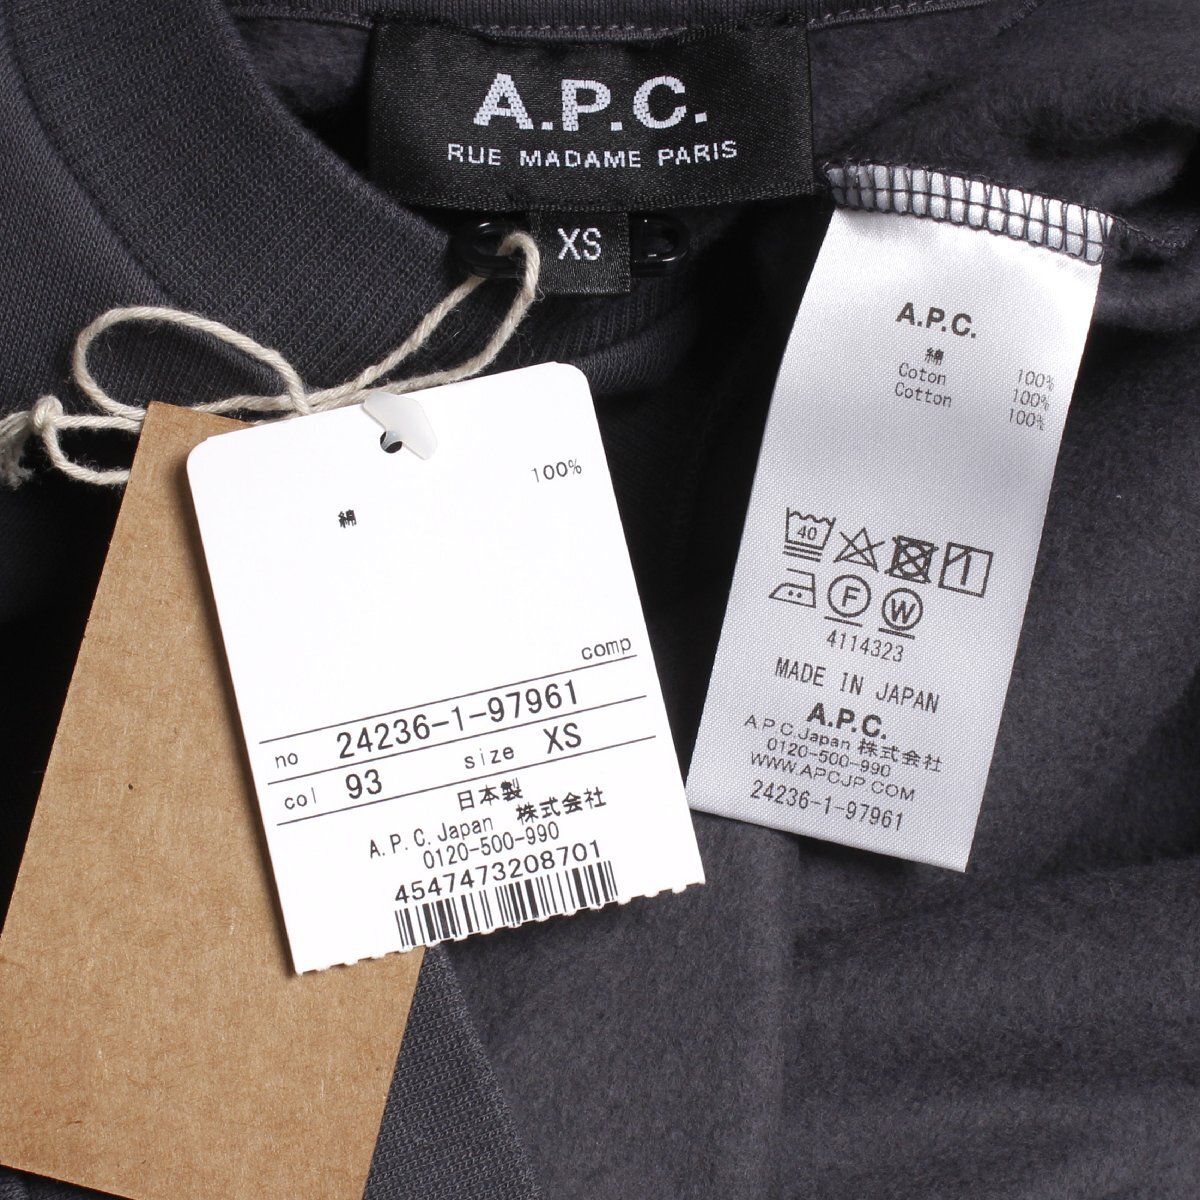 A.P.C.
RUE MADAME PARIS
XS
100%
綿
comp
no 24236-1-97961
col 93 size XS
日本製
A.P.C.Japan 株式会社
0120-500-990
4547473208701
A.P.C.
綿 100%
Coton 100%
Cotton 100%
40
F W
4114323
MADE IN JAPAN
A.P.C.
A.P.C.Japan 株式会社
0120-500-990
WWW.APCJP.COM
24236-1-97961